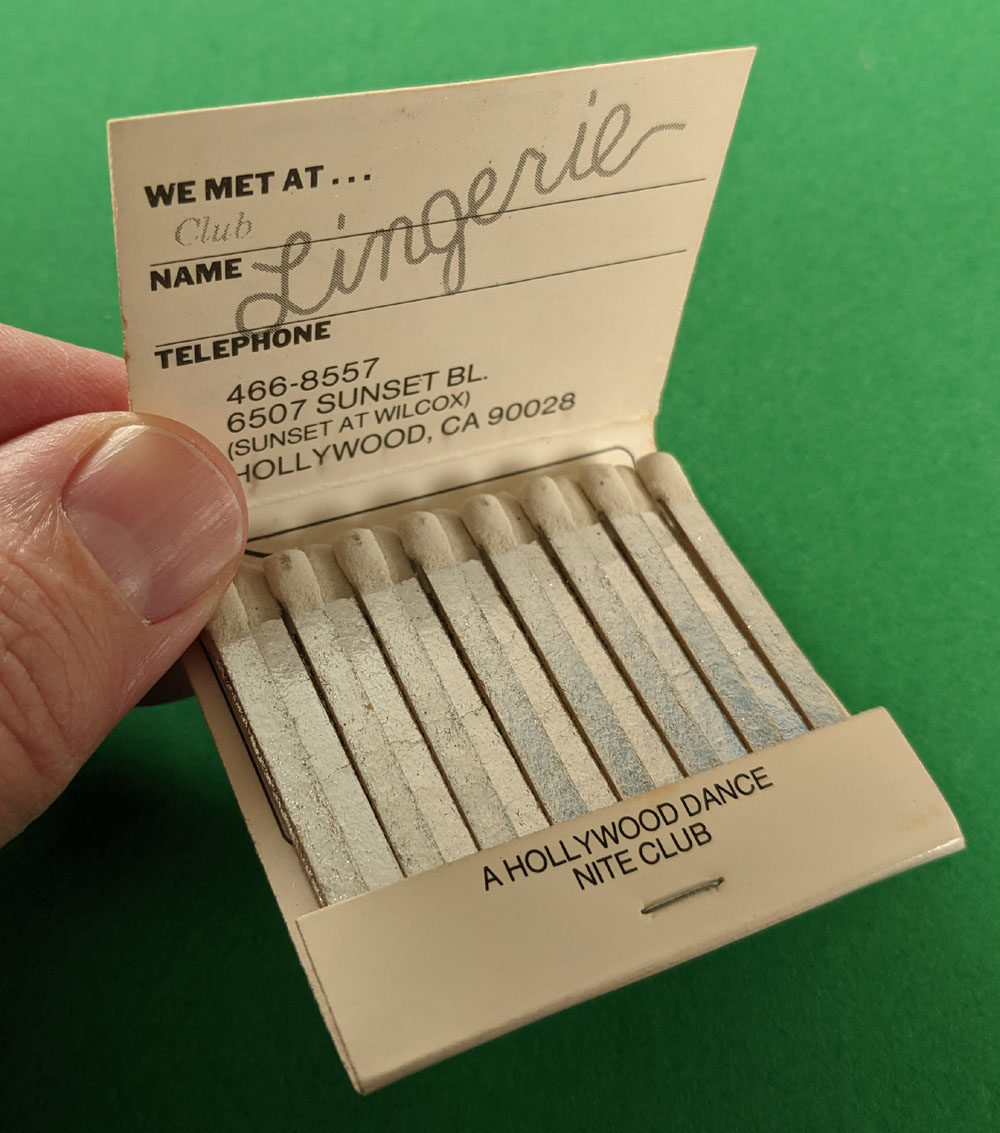 WE MET AT...
Club
Lingerie
NAME
TELEPHONE
466-8557
6507 SUNSET BL.
(SUNSET AT WILCOX)
HOLLYWOOD, CA 90028
A HOLLYWOOD DANCE
NITE CLUB